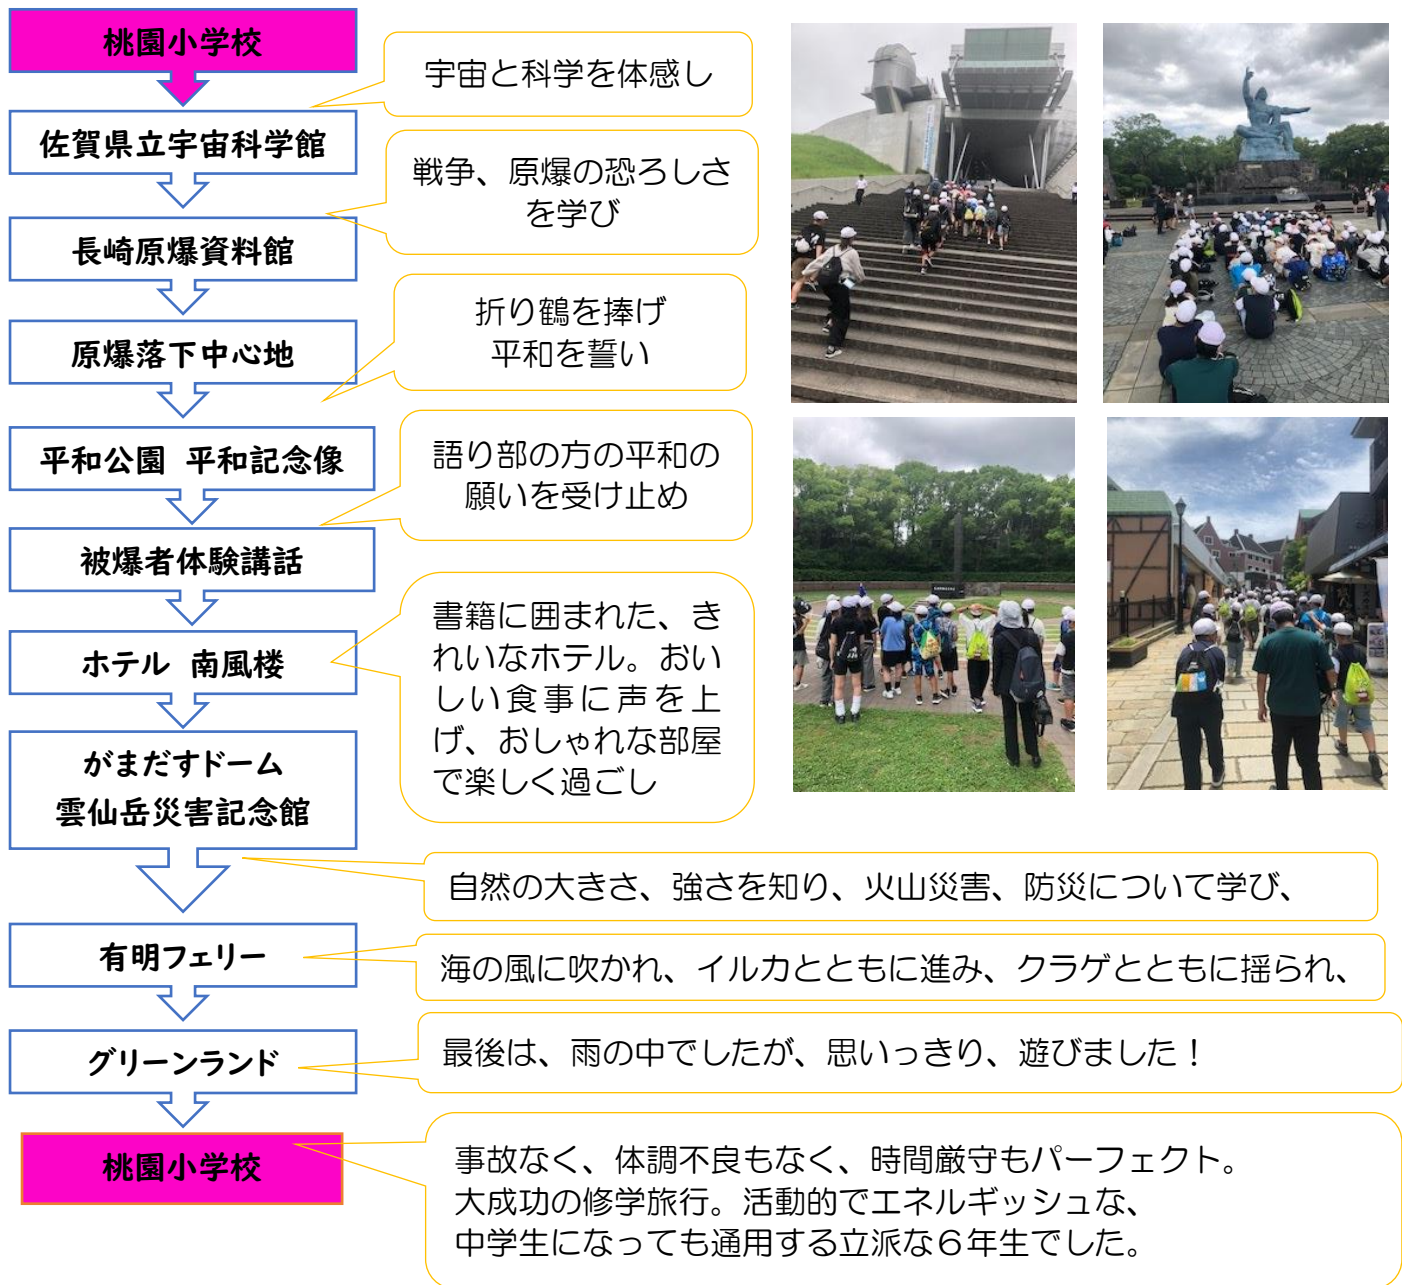 桃園小学校
宇宙と科学を体感し
佐賀県立宇宙科学館
戦争、原爆の恐ろしさ
を学び
長崎原爆資料館
折り鶴を捧げ
平和を誓い
原爆落下中心地
平和公園 平和記念像
語り部の方の平和の
願いを受け止め
被爆者体験講話
ホテル 南風楼
書籍に囲まれた、き
れいなホテル。おい
しい食事に声を上
げ、おしゃれな部屋
で楽しく過ごし
がまだすドーム
雲仙岳災害記念館
自然の大きさ、強さを知り、火山災害、防災について学び、
有明フェリー
海の風に吹かれ、イルカとともに進み、クラゲとともに揺られ、
グリーンランド
最後は、雨の中でしたが、思いっきり、遊びました！
桃園小学校
事故なく、体調不良もなく、時間厳守もパーフェクト。
大成功の修学旅行。活動的でエネルギッシュな、
中学生になっても通用する立派な６年生でした。